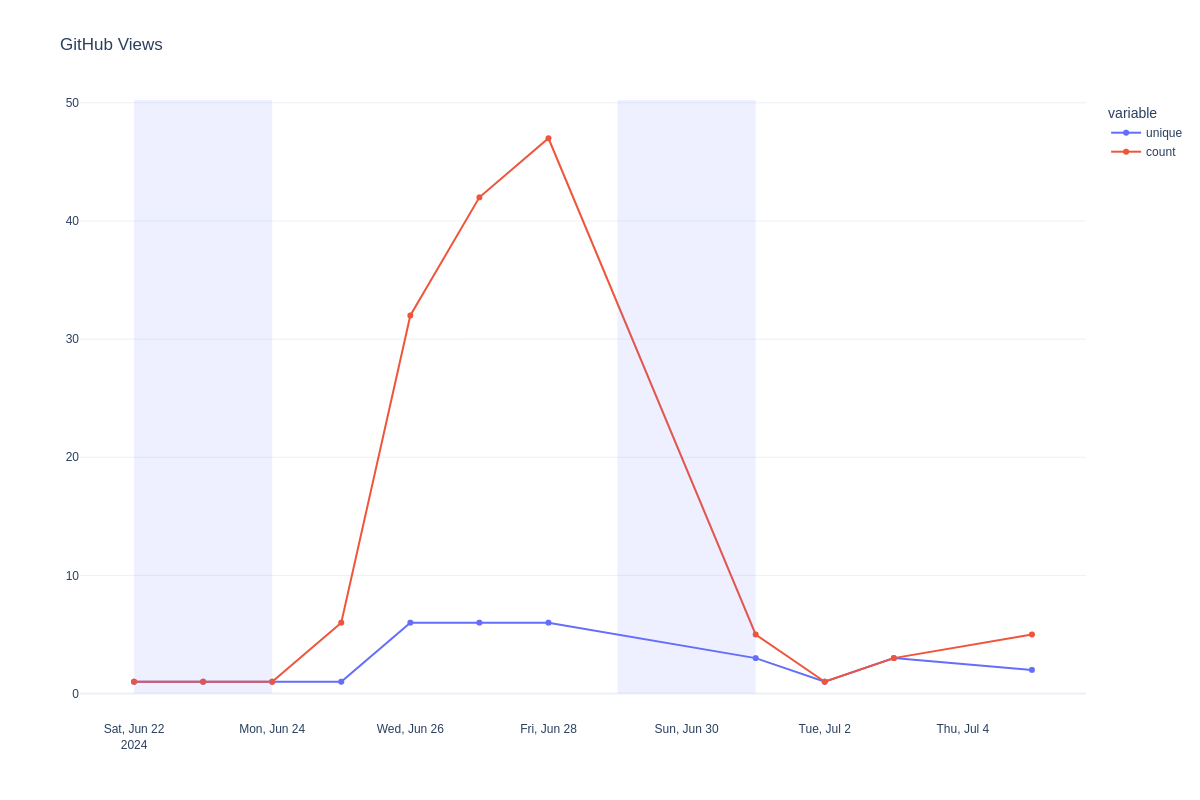 GitHub Views
50
40
30
20
10
0
Sat, Jun 22
2024
Mon, Jun 24
Wed, Jun 26
Fri, Jun 28
Sun, Jun 30
Tue, Jul 2
Thu, Jul 4
variable
unique
count